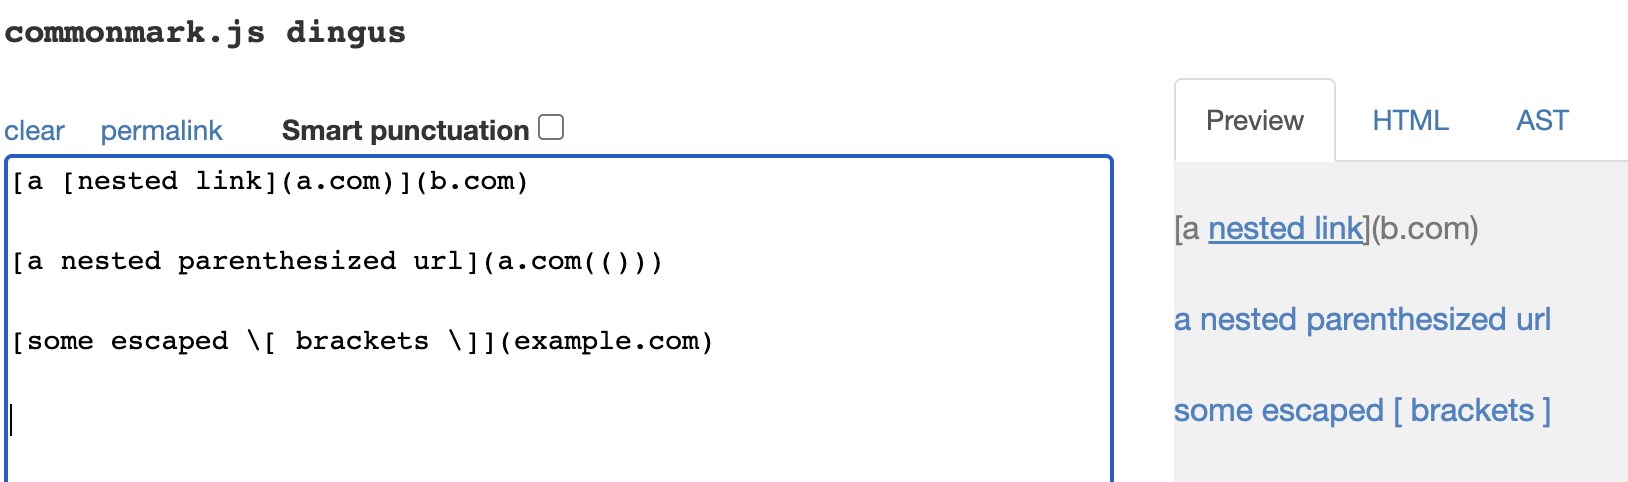 commonmark.js dingus
clear permalink Smart punctuation
Preview HTML AST
[a [nested link](a.com)](b.com)
[a nested parenthesized url](a.com(()))
[some escaped \[ brackets \]](example.com)
[a nested link](b.com)
a nested parenthesized url
some escaped [ brackets ]